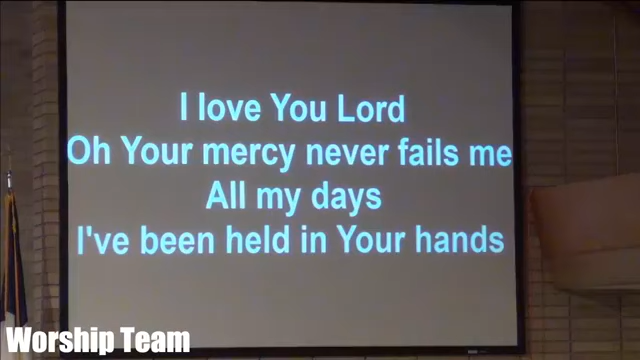 I love You Lord
Oh Your mercy never fails me
All my days
I've been held in Your hands
Worship Team